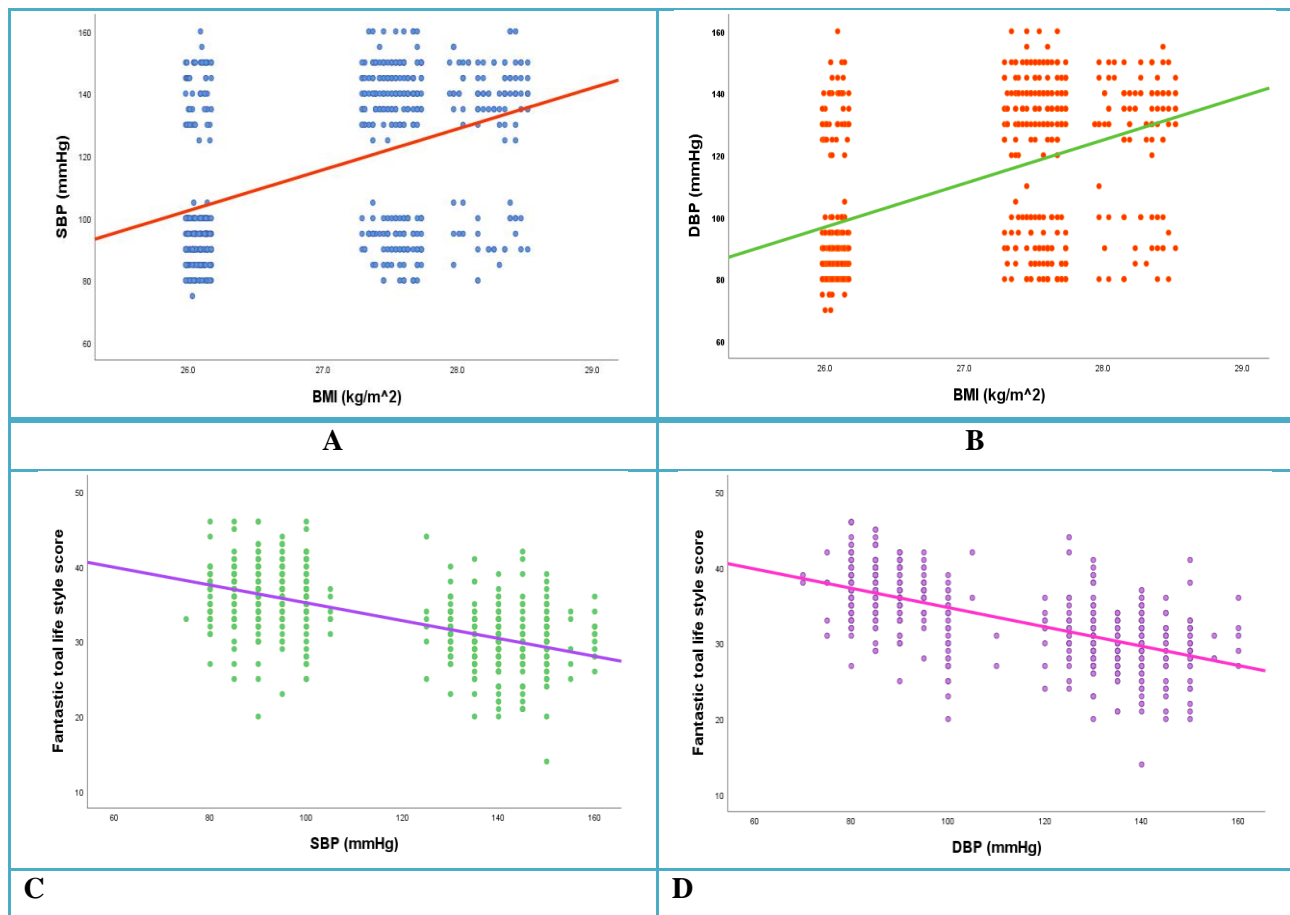 160
140
120
100
80
60
SBP (mmHg)
26.0 27.0 28.0 29.0
BMI (kg/m^2)
160
140
120
100
80
60
DBP (mmHg)
26.0 27.0 28.0 29.0
BMI (kg/m^2)
A
B
50
40
30
20
10
Fantastic toal life style score
60 80 100 120 140 160
SBP (mmHg)
50
40
30
20
10
Fantastic toal life style score
60 80 100 120 140 160
DBP (mmHg)
C
D